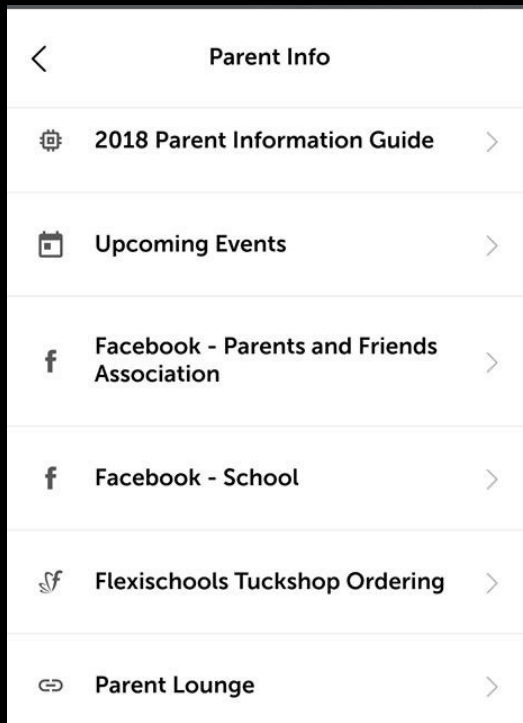 Parent Info
2018 Parent Information Guide
Upcoming Events
Facebook - Parents and Friends
Association
Facebook - School
Flexischools Tuckshop Ordering
Parent Lounge